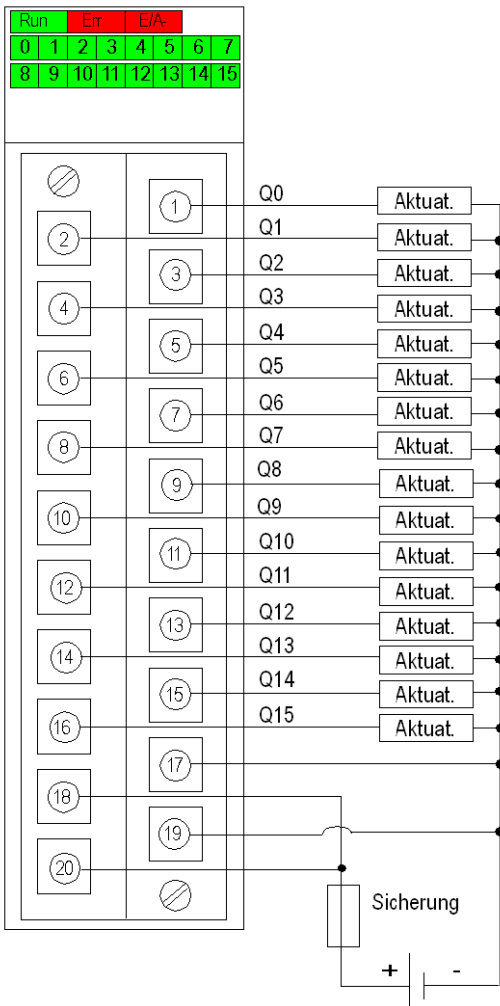 Run Err E/A-
0 1 2 3 4 5 6 7
8 9 10 11 12 13 14 15
1 Q0 Aktuat.
2 Q1 Aktuat.
3 Q2 Aktuat.
4 Q3 Aktuat.
5 Q4 Aktuat.
6 Q5 Aktuat.
7 Q6 Aktuat.
8 Q7 Aktuat.
9 Q8 Aktuat.
10 Q9 Aktuat.
11 Q10 Aktuat.
12 Q11 Aktuat.
13 Q12 Aktuat.
14 Q13 Aktuat.
15 Q14 Aktuat.
16 Q15 Aktuat.
17
18
19
20
Sicherung
+ -